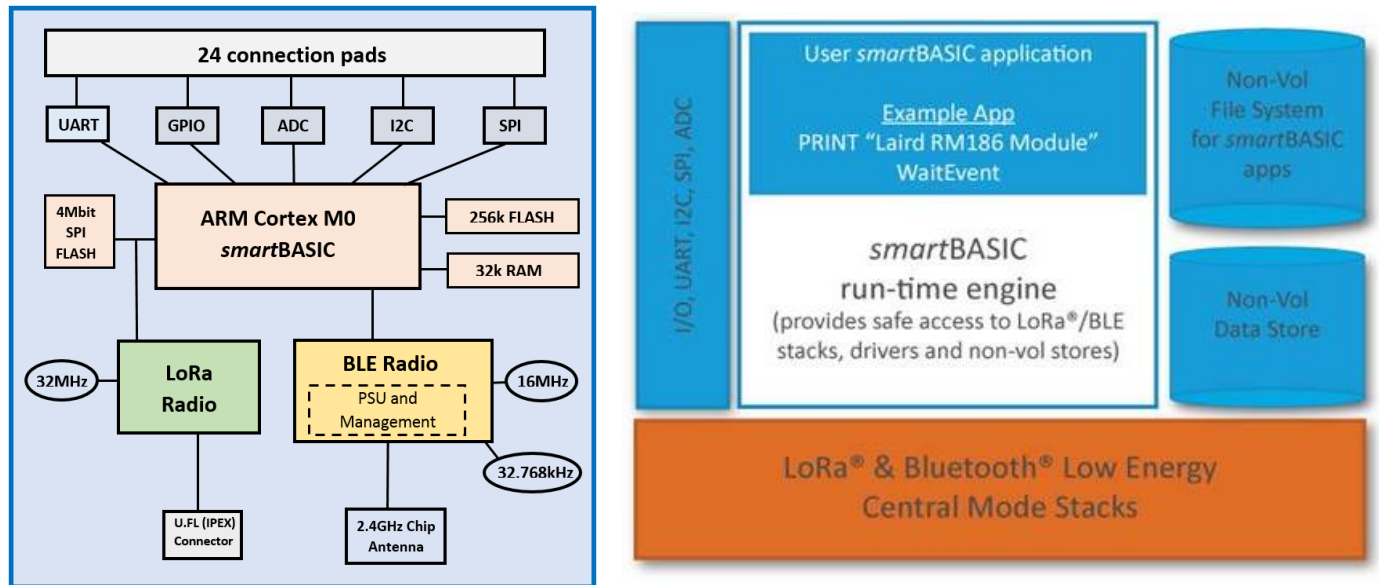 24 connection pads
UART
GPIO
ADC
I2C
SPI
4Mbit
SPI
FLASH
ARM Cortex M0
smartBASIC
256k FLASH
32k RAM
32MHz
LoRa
Radio
BLE Radio
PSU and
Management
16MHz
32.768kHz
U.FL (IPEX)
Connector
2.4GHz Chip
Antenna
I/O, UART, I2C, SPI, ADC
User smartBASIC application
Example App
PRINT “Laird RM186 Module”
WaitEvent
smartBASIC
run-time engine
(provides safe access to LoRa®/BLE
stacks, drivers and non-vol stores)
Non-Vol
File System
for smartBASIC
apps
Non-Vol
Data Store
LoRa® & Bluetooth® Low Energy
Central Mode Stacks